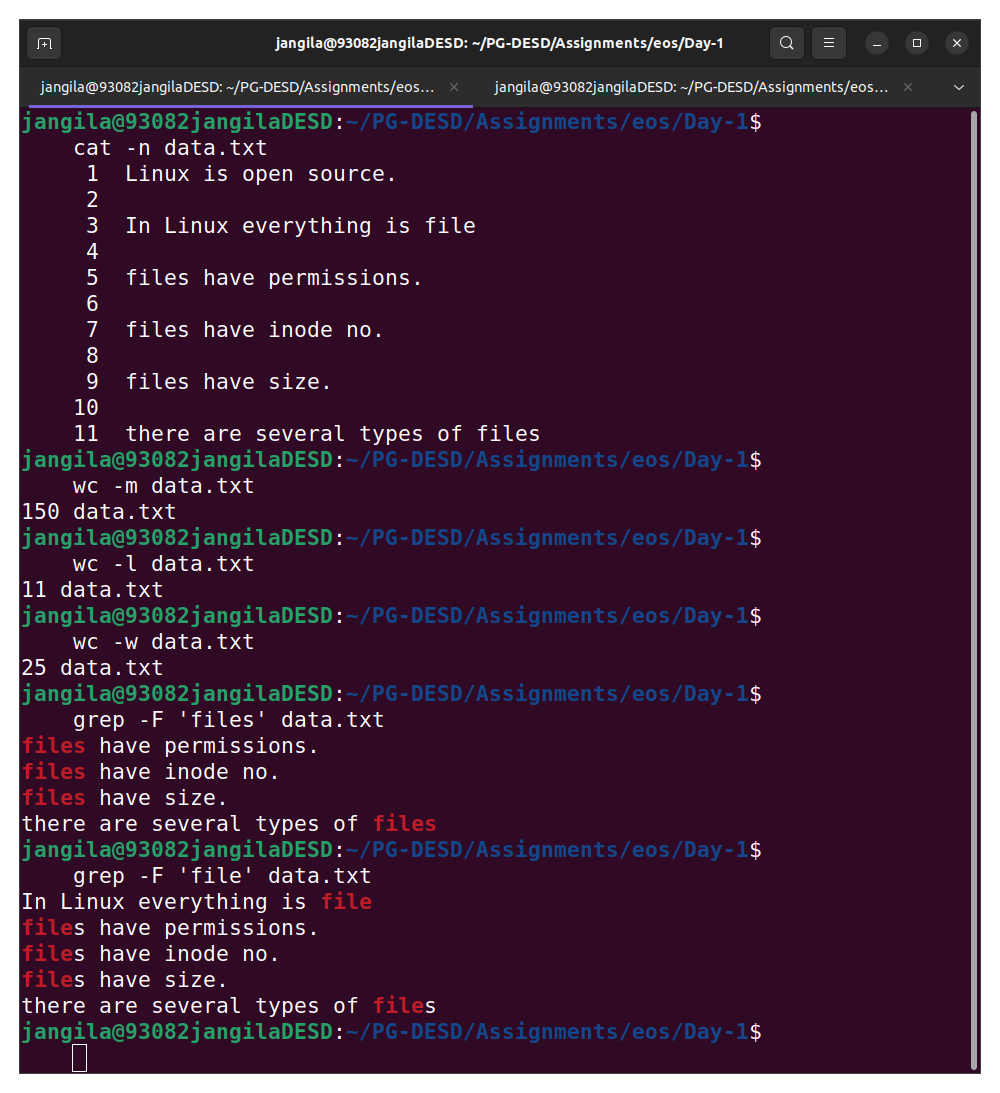 jangila@93082jangilaDESD: ~/PG-DESD/Assignments/eos/Day-1
jangila@93082jangilaDESD: ~/PG-DESD/Assignments/eos...
jangila@93082jangilaDESD: ~/PG-DESD/Assignments/eos...
jangila@93082jangilaDESD:~/PG-DESD/Assignments/eos/Day-1$
    cat -n data.txt
     1  Linux is open source.
     2
     3  In Linux everything is file
     4
     5  files have permissions.
     6
     7  files have inode no.
     8
     9  files have size.
    10
    11  there are several types of files
jangila@93082jangilaDESD:~/PG-DESD/Assignments/eos/Day-1$
    wc -m data.txt
150 data.txt
jangila@93082jangilaDESD:~/PG-DESD/Assignments/eos/Day-1$
    wc -l data.txt
11 data.txt
jangila@93082jangilaDESD:~/PG-DESD/Assignments/eos/Day-1$
    wc -w data.txt
25 data.txt
jangila@93082jangilaDESD:~/PG-DESD/Assignments/eos/Day-1$
    grep -F 'files' data.txt
files have permissions.
files have inode no.
files have size.
there are several types of files
jangila@93082jangilaDESD:~/PG-DESD/Assignments/eos/Day-1$
    grep -F 'file' data.txt
In Linux everything is file
files have permissions.
files have inode no.
files have size.
there are several types of files
jangila@93082jangilaDESD:~/PG-DESD/Assignments/eos/Day-1$